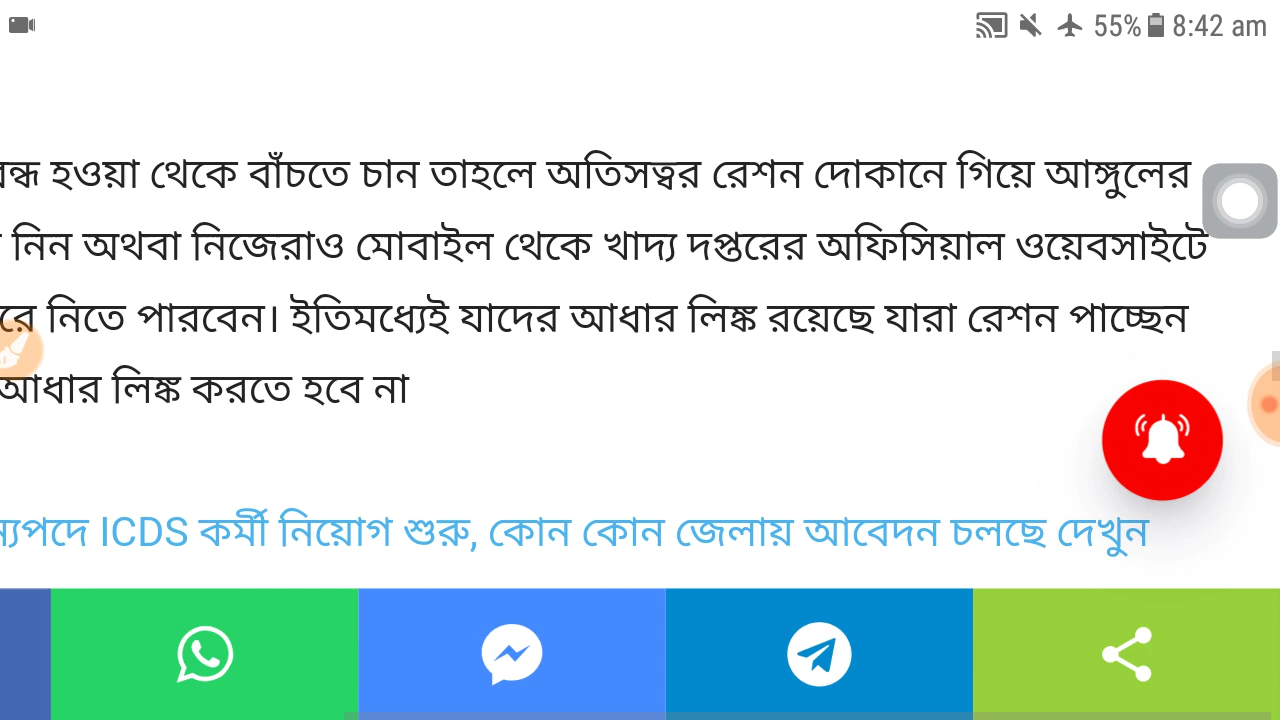 55% 8:42 am
হওয়া থেকে বাঁচতে চান তাহলে অতিসত্বর রেশন দোকানে গিয়ে আঙ্গুলের
নিন অথবা নিজেরাও মোবাইল থেকে খাদ্য দপ্তরের অফিসিয়াল ওয়েবসাইটে
রে নিতে পারবেন। ইতিমধ্যেই যাদের আধার লিঙ্ক রয়েছে যারা রেশন পাচ্ছেন
আধার লিঙ্ক করতে হবে না
ন্যপদে ICDS কর্মী নিয়োগ শুরু, কোন কোন জেলায় আবেদন চলছে দেখুন